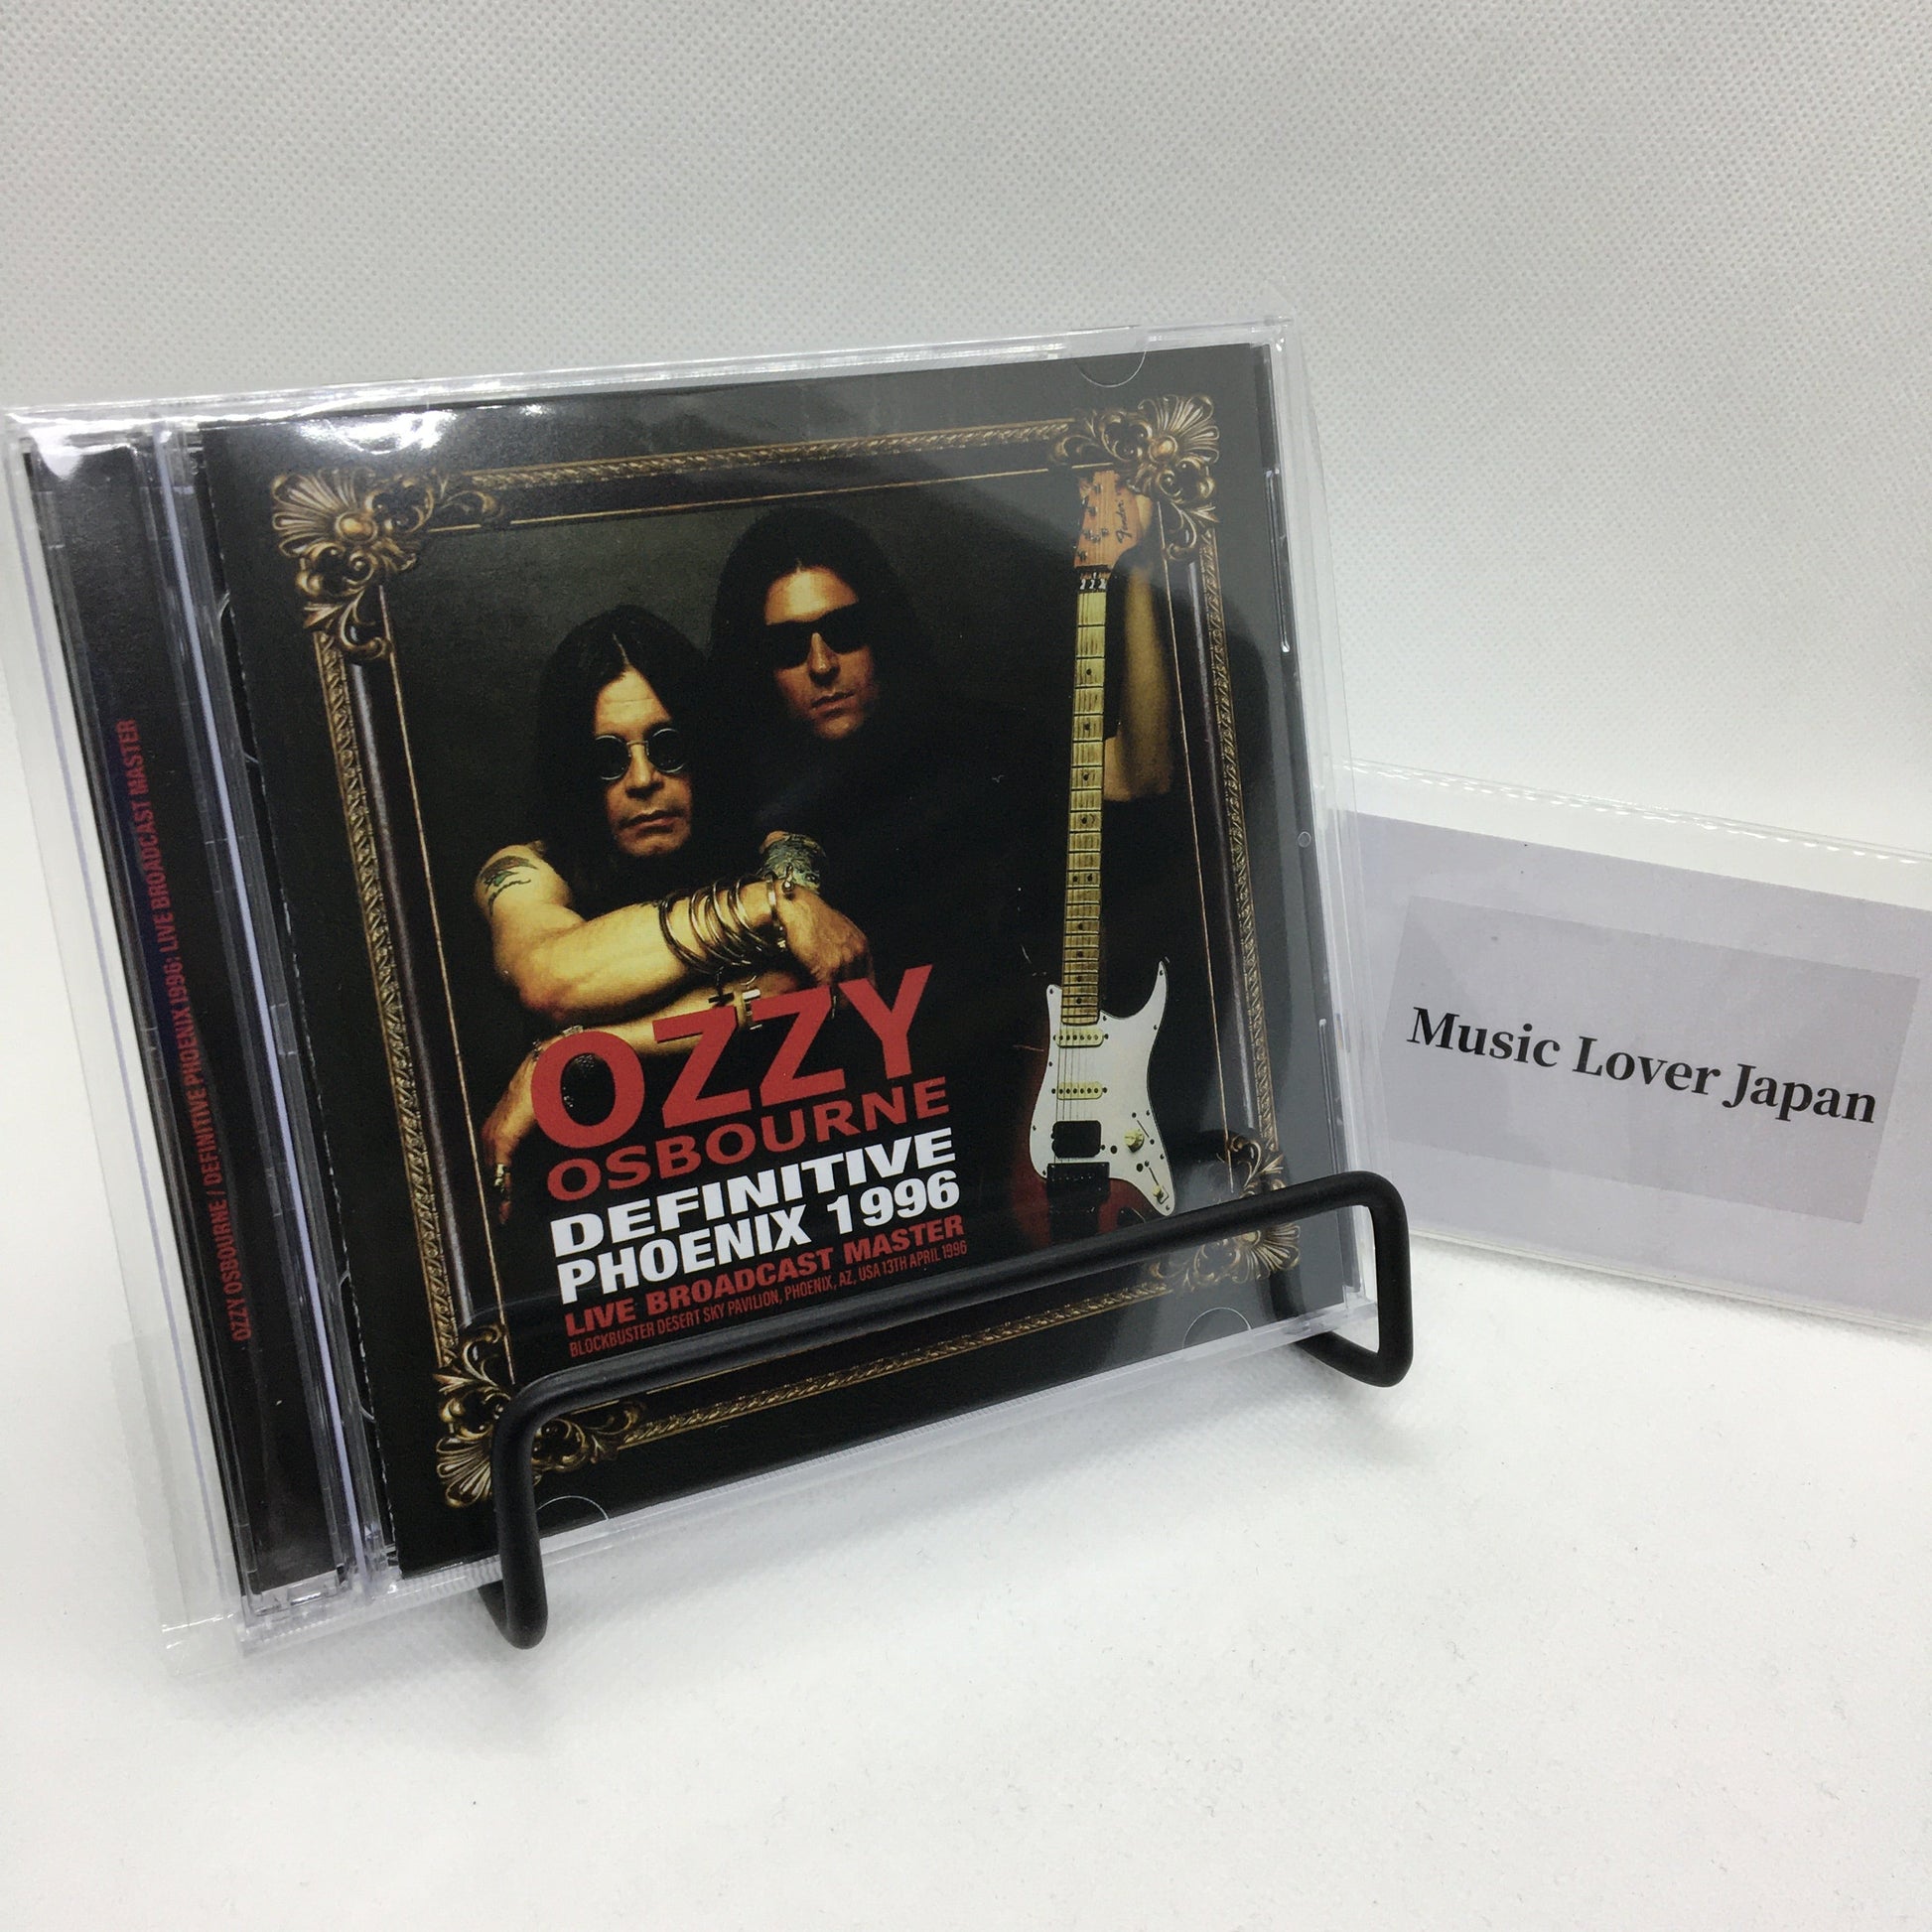 OZZY OSBOURNE / DEFINITIVE PHOENIX 1996: LIVE BROADCAST MASTER
Fender
OZZY
OSBOURNE
DEFINITIVE
PHOENIX 1996
LIVE BROADCAST MASTER
BLOCKBUSTER DESERT SKY PAVILION, PHOENIX, AZ, USA 13TH APRIL 1996
Music Lover Japan